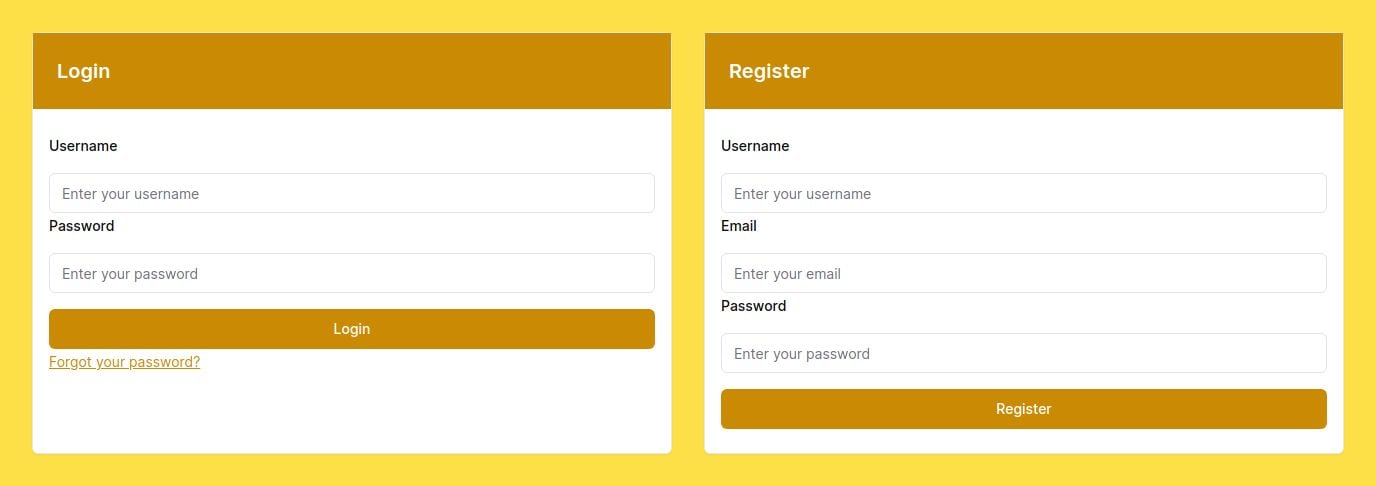 Login
Username
Enter your username
Password
Enter your password
Login
Forgot your password?
Register
Username
Enter your username
Email
Enter your email
Password
Enter your password
Register